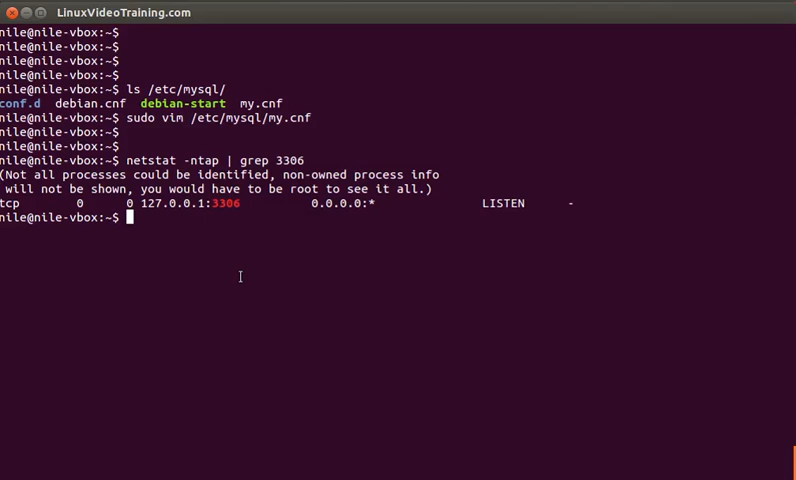 LinuxVideoTraining.com
nile@nile-vbox:~$
nile@nile-vbox:~$
nile@nile-vbox:~$
nile@nile-vbox:~$
nile@nile-vbox:~$ ls /etc/mysql/
conf.d  debian.cnf  debian-start  my.cnf
nile@nile-vbox:~$ sudo vim /etc/mysql/my.cnf
nile@nile-vbox:~$
nile@nile-vbox:~$
nile@nile-vbox:~$ netstat -ntap | grep 3306
(Not all processes could be identified, non-owned process info
 will not be shown, you would have to be root to see it all.)
tcp        0      0 127.0.0.1:3306          0.0.0.0:*               LISTEN      -
nile@nile-vbox:~$